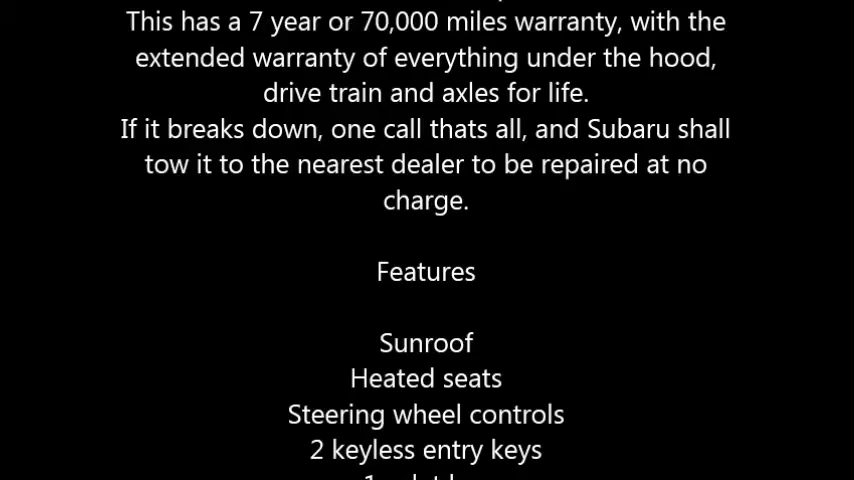 This has a 7 year or 70,000 miles warranty, with the
extended warranty of everything under the hood,
drive train and axles for life.
If it breaks down, one call thats all, and Subaru shall
tow it to the nearest dealer to be repaired at no
charge.
Features
Sunroof
Heated seats
Steering wheel controls
2 keyless entry keys